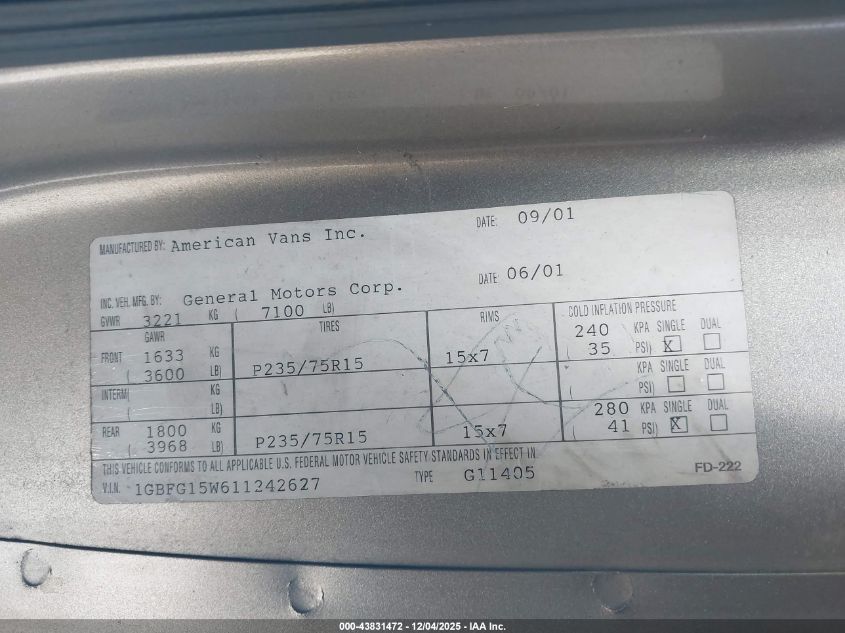 MANUFACTURED BY: American Vans Inc. DATE: 09/01
INC. VEH. MFG. BY: General Motors Corp. DATE 06/01
GVWR 3221 KG ( 7100 LB)
GAWR TIRES RIMS COLD INFLATION PRESSURE
FRONT 1633 KG 240 KPA SINGLE DUAL
( 3600 LB) P235/75R15 15x7 ( 35 PSI) X
INTERM KG KPA SINGLE DUAL
( LB) ( PSI)
REAR 1800 KG 280 KPA SINGLE DUAL
( 3968 LB) P235/75R15 15x7 ( 41 PSI) X
THIS VEHICLE CONFORMS TO ALL APPLICABLE U.S. FEDERAL MOTOR VEHICLE SAFETY STANDARDS IN EFFECT IN
V.I.N. 1GBFG15W611242627 TYPE G11405 FD-222
000-43831472 - 12/04/2025 - IAA Inc.